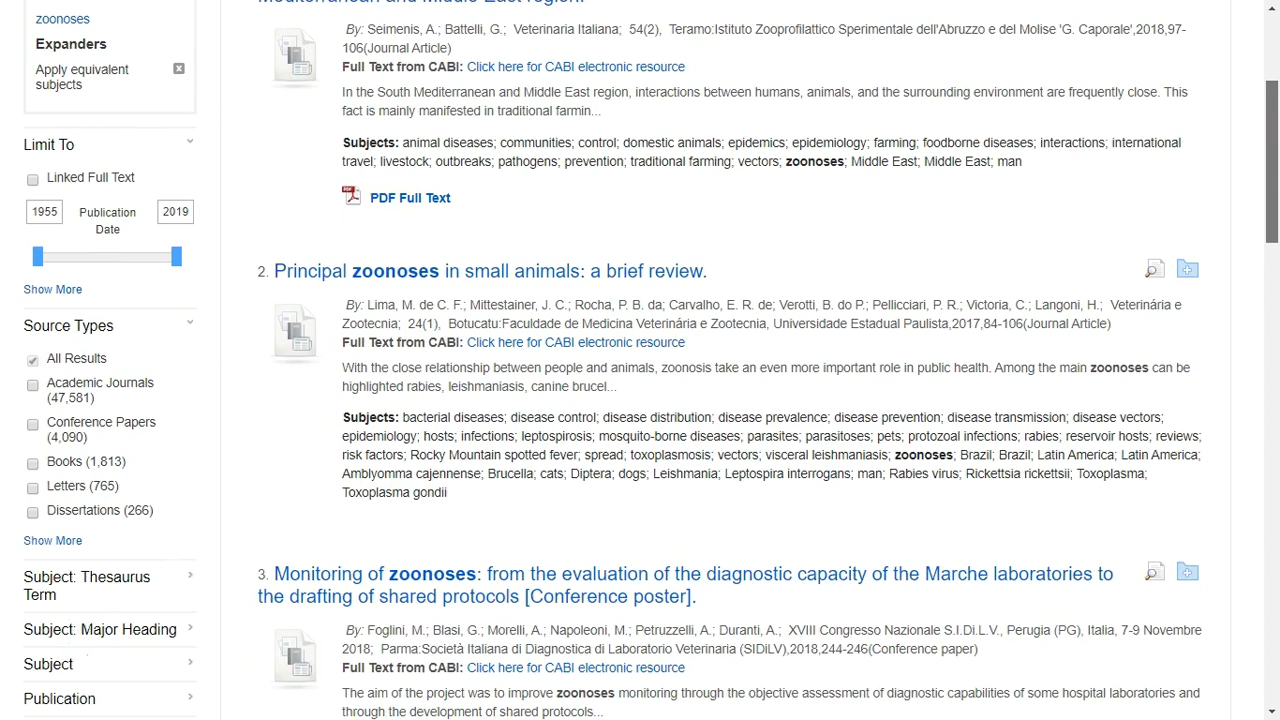 zoonoses
Expanders
Apply equivalent
subjects
Limit To
Linked Full Text
1955
Publication
Date
2019
Show More
Source Types
All Results
Academic Journals
(47,581)
Conference Papers
(4,090)
Books (1,813)
Letters (765)
Dissertations (266)
Show More
Subject: Thesaurus
Term
Subject: Major Heading
Subject
Publication
Mediterranean and Middle East region.
By: Seimenis, A.; Battelli, G.; Veterinaria Italiana; 54(2), Teramo:Istituto Zooprofilattico Sperimentale dell'Abruzzo e del Molise 'G. Caporale',2018,97-
106(Journal Article)
Full Text from CABI: Click here for CABI electronic resource
In the South Mediterranean and Middle East region, interactions between humans, animals, and the surrounding environment are frequently close. This
fact is mainly manifested in traditional farmin...
Subjects: animal diseases; communities; control; domestic animals; epidemics; epidemiology; farming; foodborne diseases; interactions; international
travel; livestock; outbreaks; pathogens; prevention; traditional farming; vectors; zoonoses; Middle East; Middle East; man
PDF Full Text
2. Principal zoonoses in small animals: a brief review.
By: Lima, M. de C. F.; Mittestainer, J. C.; Rocha, P. B. da; Carvalho, E. R. de; Verotti, B. do P.; Pellicciari, P. R.; Victoria, C.; Langoni, H.; Veterinária e
Zootecnia; 24(1), Botucatu:Faculdade de Medicina Veterinária e Zootecnia, Universidade Estadual Paulista,2017,84-106(Journal Article)
Full Text from CABI: Click here for CABI electronic resource
With the close relationship between people and animals, zoonosis take an even more important role in public health. Among the main zoonoses can be
highlighted rabies, leishmaniasis, canine brucel...
Subjects: bacterial diseases; disease control; disease distribution; disease prevalence; disease prevention; disease transmission; disease vectors;
epidemiology; hosts; infections; leptospirosis; mosquito-borne diseases; parasites; parasitoses; pets; protozoal infections; rabies; reservoir hosts; reviews;
risk factors; Rocky Mountain spotted fever; spread; toxoplasmosis; vectors; visceral leishmaniasis; zoonoses; Brazil; Brazil; Latin America; Latin America;
Amblyomma cajennense; Brucella; cats; Diptera; dogs; Leishmania; Leptospira interrogans; man; Rabies virus; Rickettsia rickettsii; Toxoplasma;
Toxoplasma gondii
3. Monitoring of zoonoses: from the evaluation of the diagnostic capacity of the Marche laboratories to
the drafting of shared protocols [Conference poster].
By: Foglini, M.; Blasi, G.; Morelli, A.; Napoleoni, M.; Petruzzelli, A.; Duranti, A.; XVIII Congresso Nazionale S.I.Di.L.V., Perugia (PG), Italia, 7-9 Novembre
2018; Parma:Società Italiana di Diagnostica di Laboratorio Veterinaria (SIDiLV),2018,244-246(Conference paper)
Full Text from CABI: Click here for CABI electronic resource
The aim of the project was to improve zoonoses monitoring through the objective assessment of diagnostic capabilities of some hospital laboratories and
through the development of shared protocols...